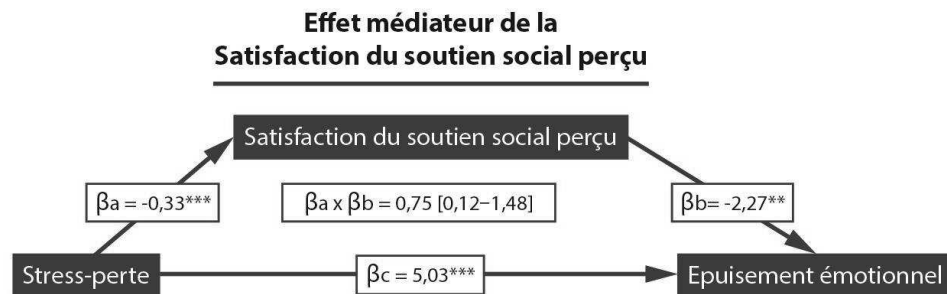 Effet médiateur de la
Satisfaction du soutien social perçu
Satisfaction du soutien social perçu
βa = -0,33***
βa x βb = 0,75 [0,12–1,48]
βb= -2,27**
Stress-perte
βc = 5,03***
Epuisement émotionnel